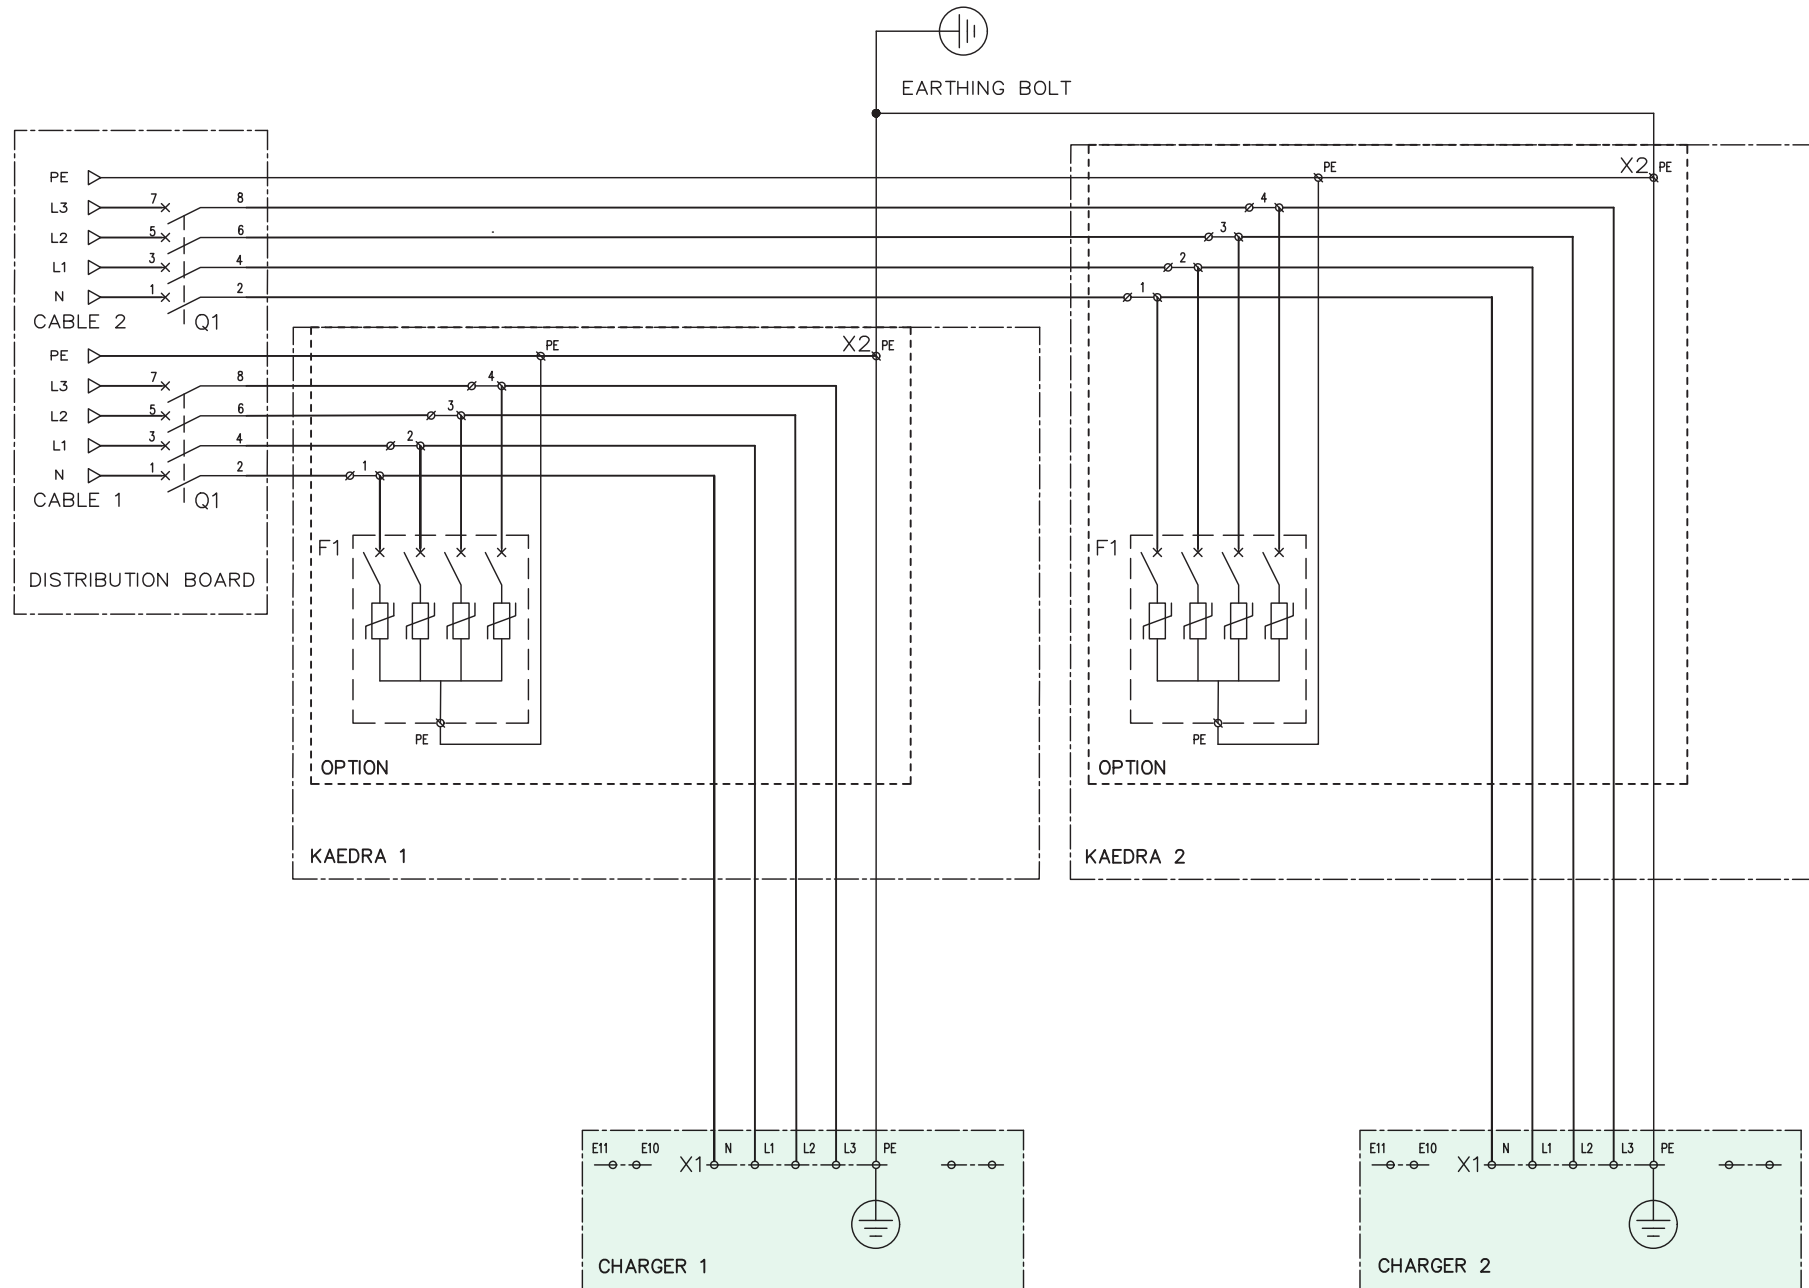 EARTHING BOLT
PE
L3 7 8
L2 5 6
L1 3 4
N 1 2
CABLE 2 Q1
PE
L3 7 8
L2 5 6
L1 3 4
N 1 2
CABLE 1 Q1
DISTRIBUTION BOARD
PE X2 PE
4
3
2
1
F1
PE
OPTION
KAEDRA 1
PE X2 PE
4
3
2
1
F1
PE
OPTION
KAEDRA 2
E11 E10 X1 N L1 L2 L3 PE
CHARGER 1
E11 E10 X1 N L1 L2 L3 PE
CHARGER 2